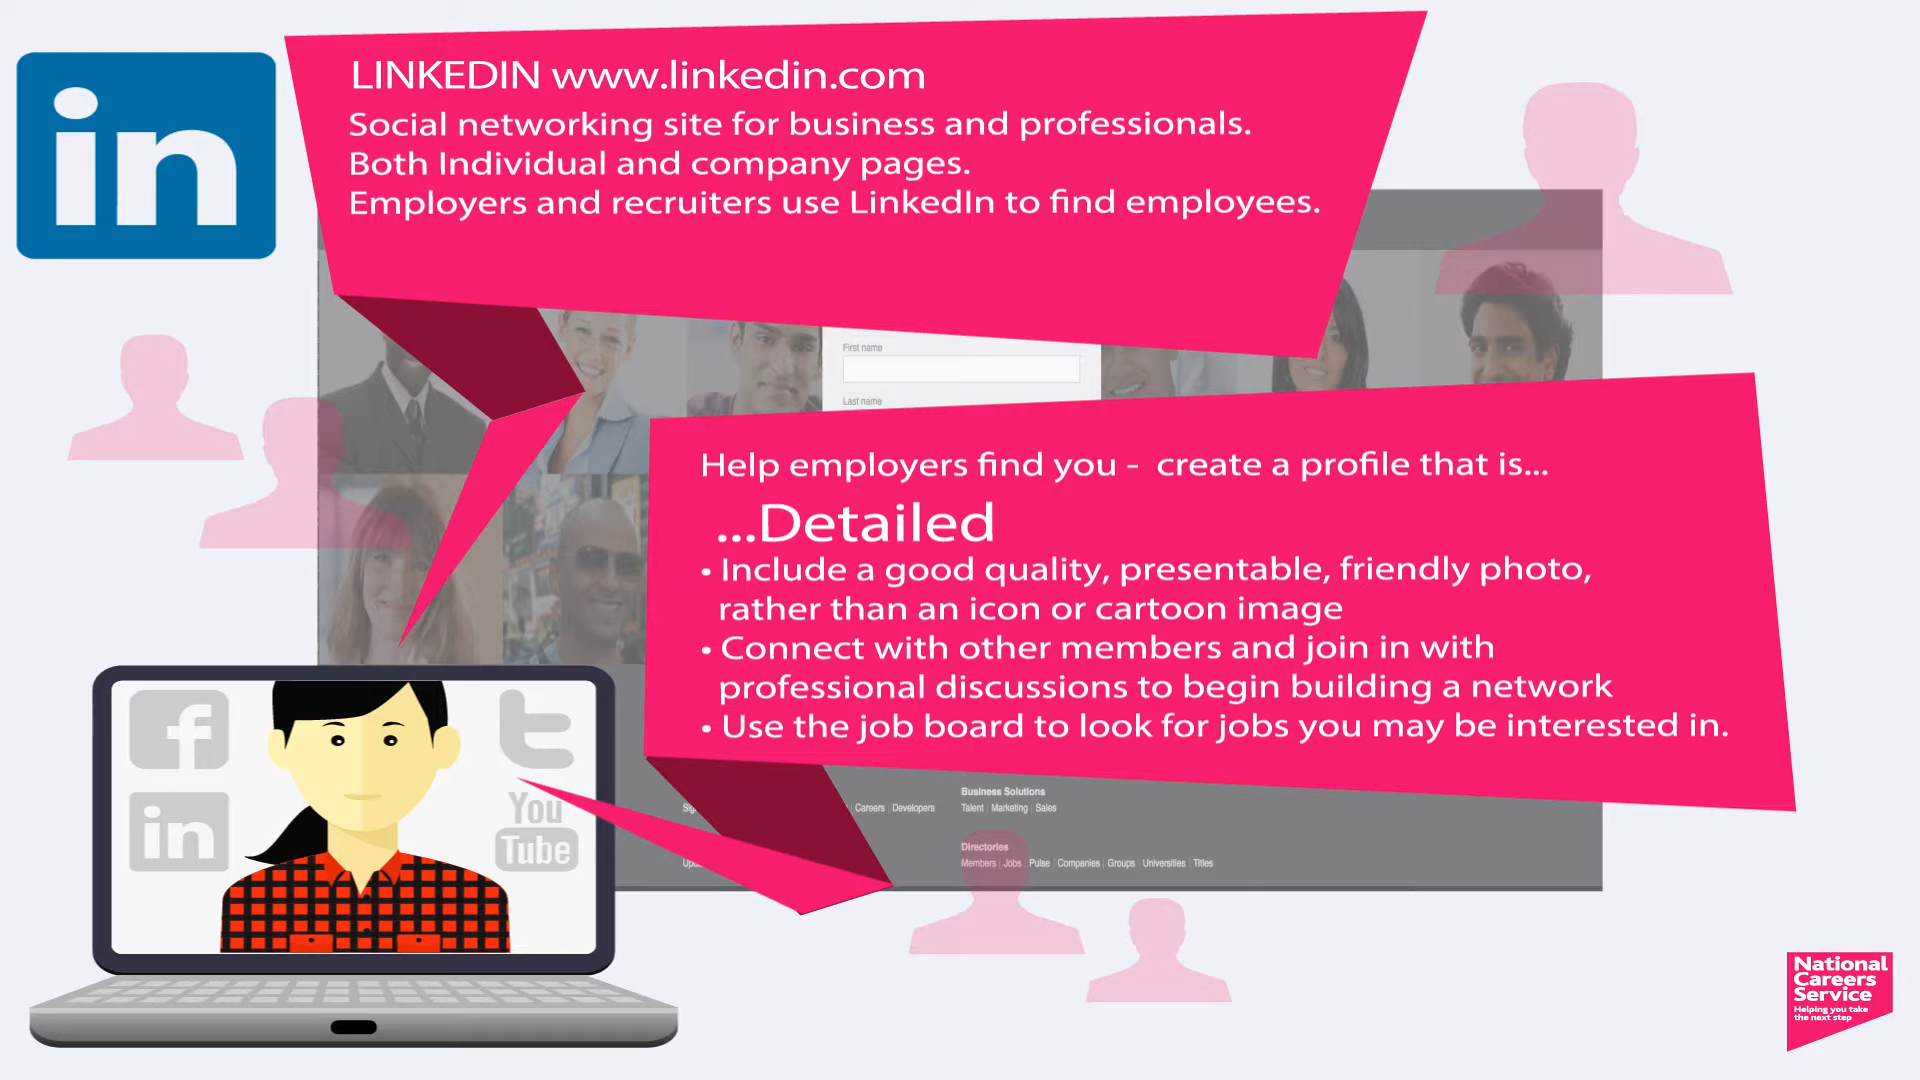 in
LINKEDIN www.linkedin.com
Social networking site for business and professionals.
Both Individual and company pages.
Employers and recruiters use LinkedIn to find employees.
First name
Last name
Help employers find you - create a profile that is...
...Detailed
• Include a good quality, presentable, friendly photo,
rather than an icon or cartoon image
• Connect with other members and join in with
professional discussions to begin building a network
• Use the job board to look for jobs you may be interested in.
f
in
You
Tube
Business Solutions
Careers | Developers
Talent | Marketing | Sales
Directories
Members | Jobs | Pulse | Companies | Groups | Universities | Titles
National
Careers
Service
Helping you take
the next step